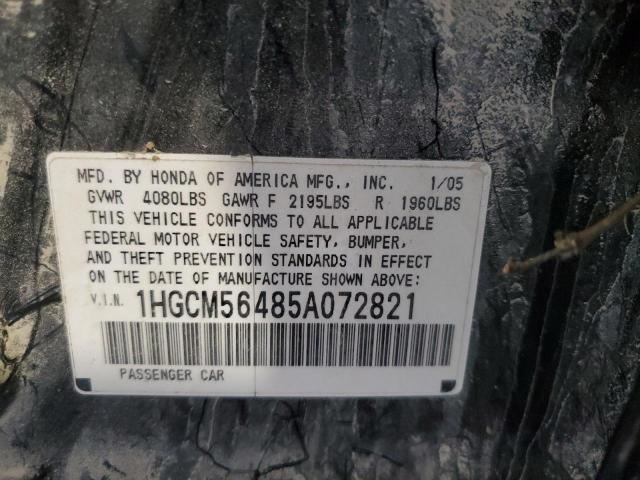 MFD. BY HONDA OF AMERICA MFG., INC. 1/05
GVWR 4080LBS GAWR F 2195LBS R 1960LBS
THIS VEHICLE CONFORMS TO ALL APPLICABLE
FEDERAL MOTOR VEHICLE SAFETY, BUMPER,
AND THEFT PREVENTION STANDARDS IN EFFECT
ON THE DATE OF MANUFACTURE SHOWN ABOVE:
V.I.N. 1HGCM56485A072821
PASSENGER CAR